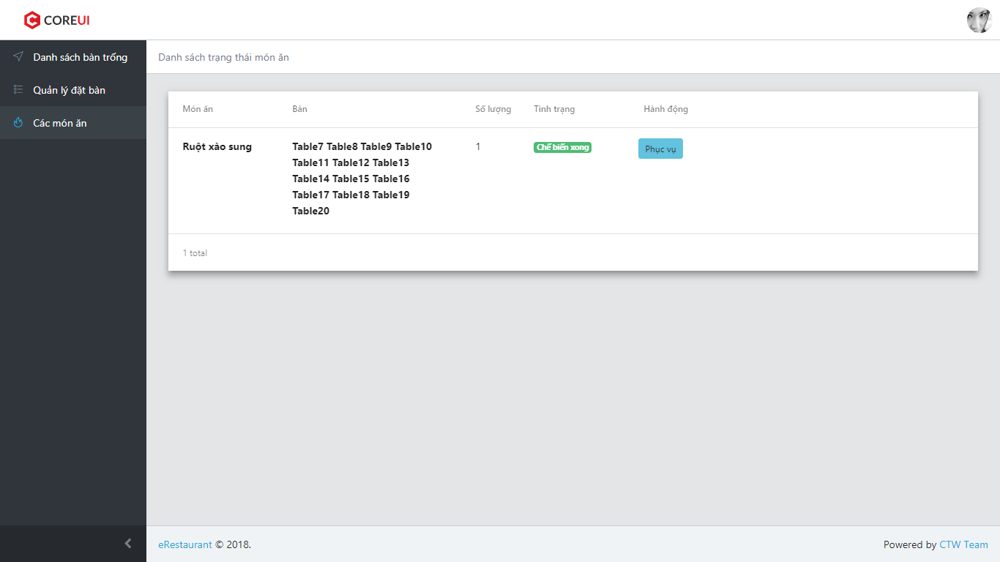 COREUI
Danh sách bàn trống
Quản lý đặt bàn
Các món ăn
Danh sách trạng thái món ăn
Món ăn Bàn Số lượng Tình trạng Hành động
Ruột xào sung Table7 Table8 Table9 Table10 1 Chế biến xong Phục vụ
Table11 Table12 Table13
Table14 Table15 Table16
Table17 Table18 Table19
Table20
1 total
eRestaurant © 2018. Powered by CTW Team